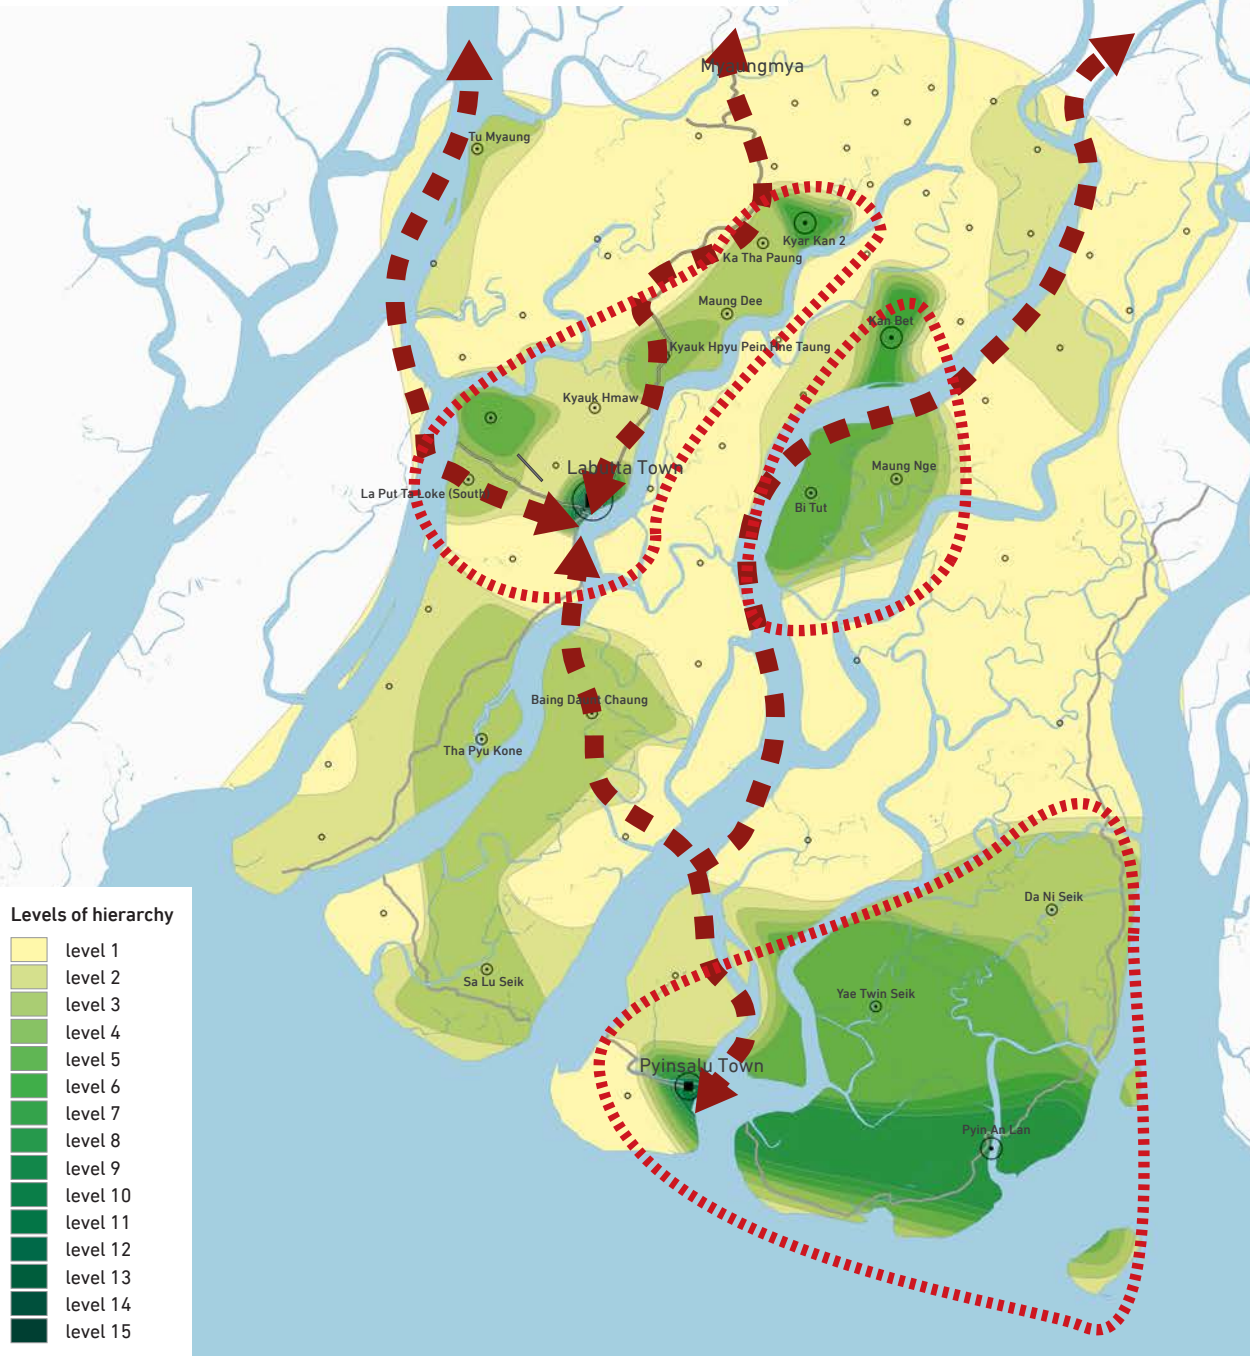 Myaungmya
Tu Myaung
Kyar Kan 2
Ka Tha Paung
Maung Dee
Kan Bet
Kyauk Hpyu Pein Hne Taung
Kyauk Hmaw
Labutta Town
Maung Nge
La Put Ta Loke (South)
Bi Tut
Baing Daunt Chaung
Tha Pyu Kone
Da Ni Seik
Sa Lu Seik
Yae Twin Seik
Pyinsalu Town
Pyin An Lan
Levels of hierarchy
level 1
level 2
level 3
level 4
level 5
level 6
level 7
level 8
level 9
level 10
level 11
level 12
level 13
level 14
level 15